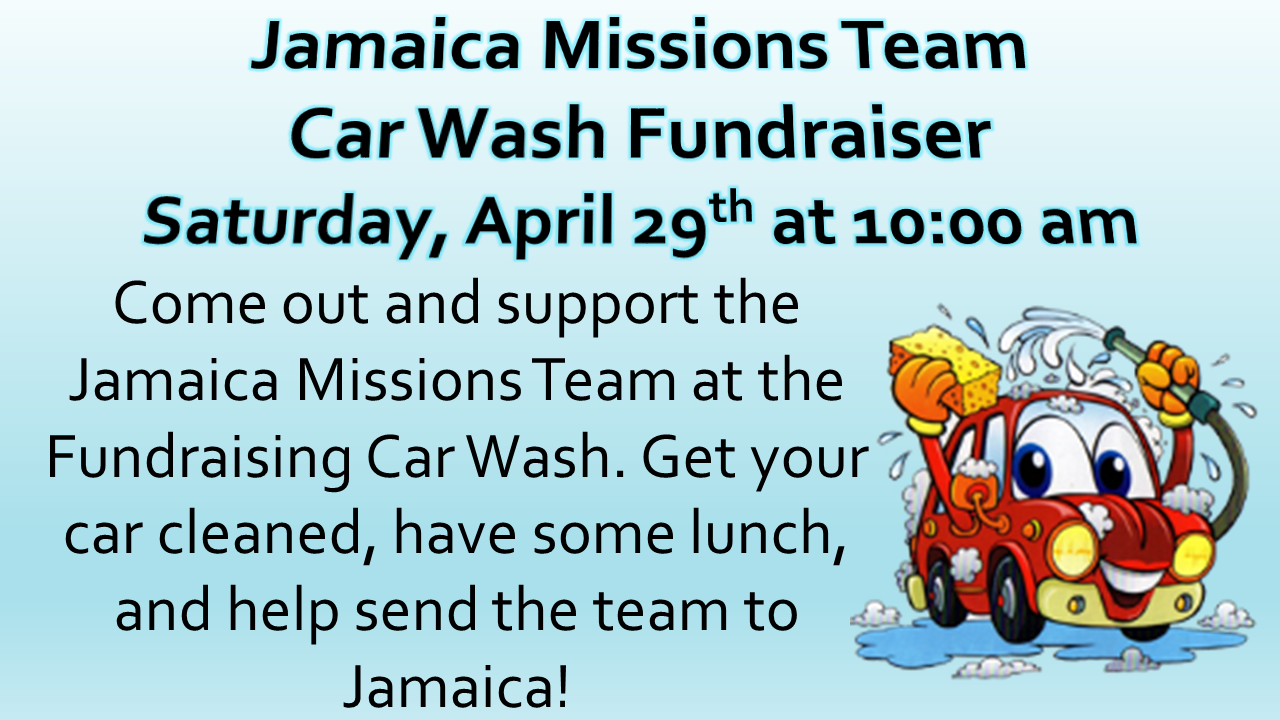 Jamaica Missions Team
Car Wash Fundraiser
Saturday, April 29th at 10:00 am
Come out and support the
Jamaica Missions Team at the
Fundraising Car Wash. Get your
car cleaned, have some lunch,
and help send the team to
Jamaica!